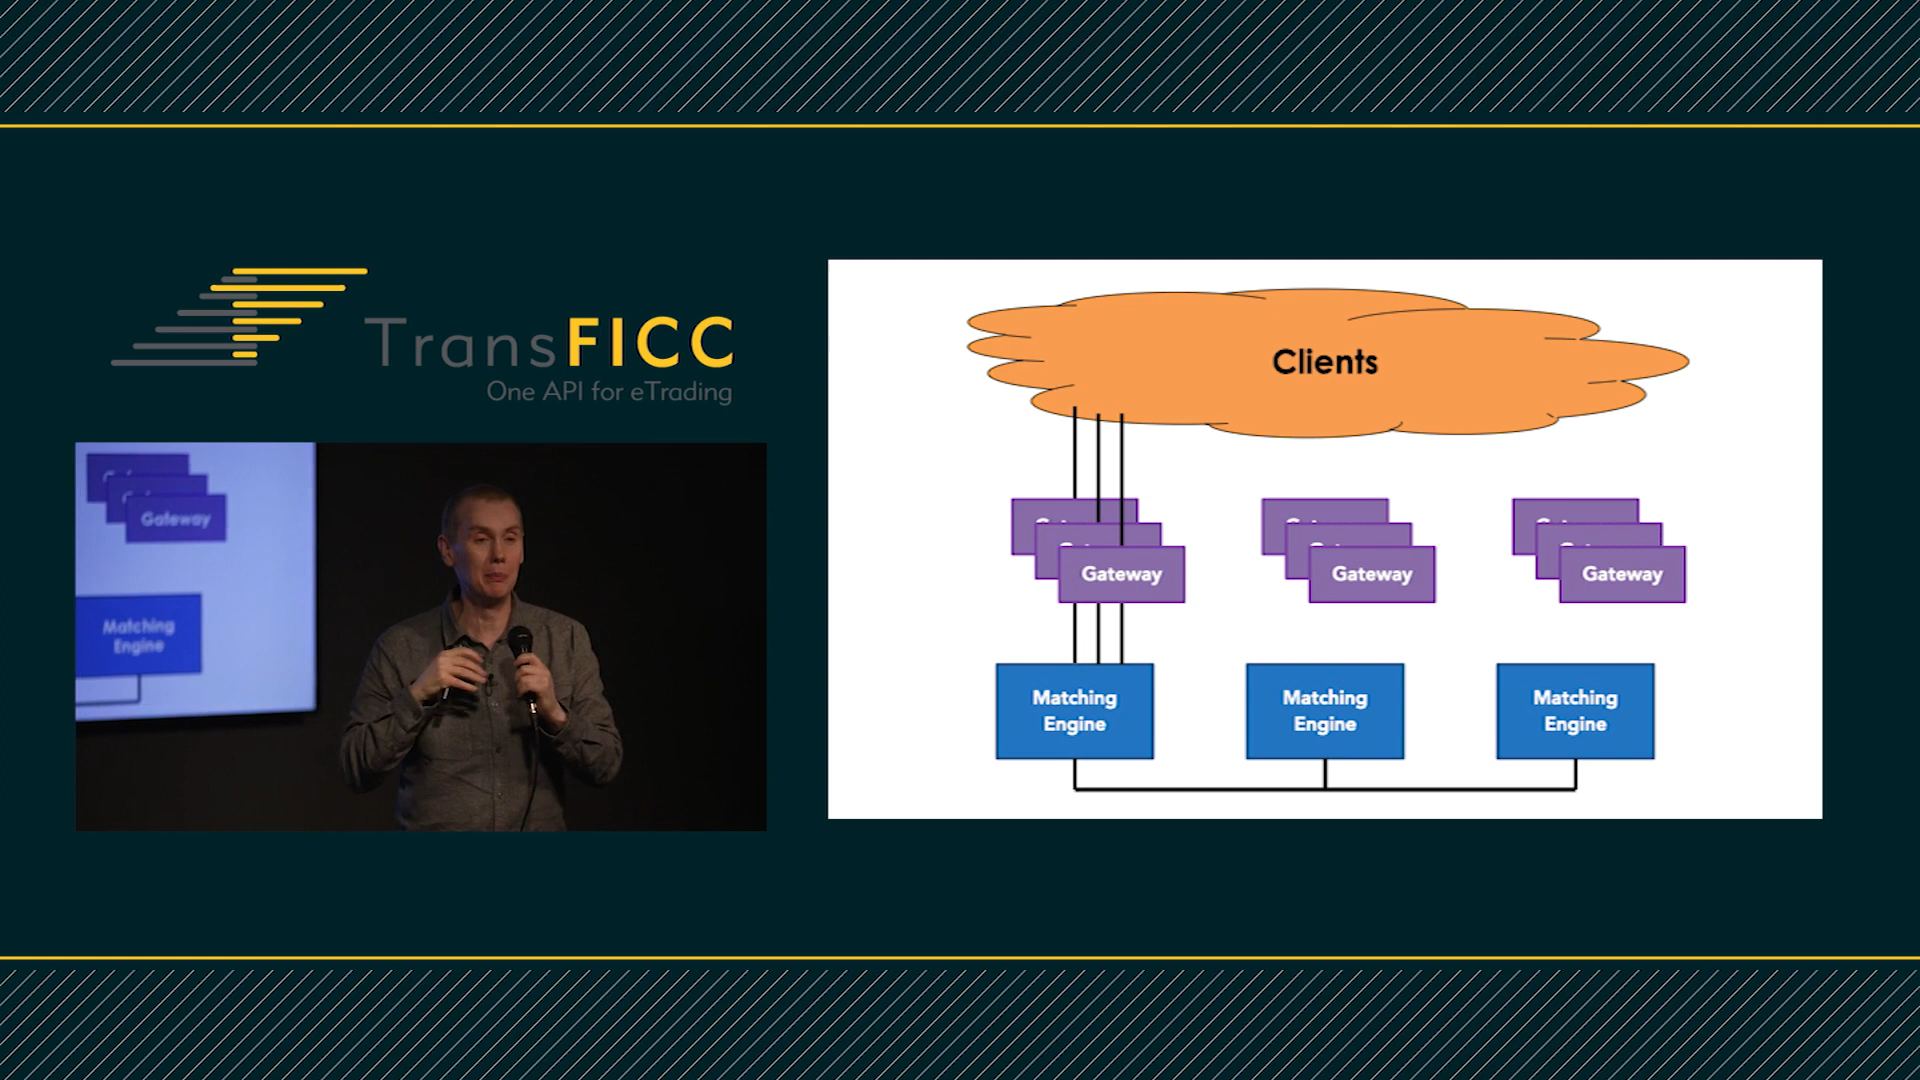 TransFICC
One API for eTrading
Gateway
Matching
Engine
Clients
Gateway
Gateway
Gateway
Matching
Engine
Matching
Engine
Matching
Engine